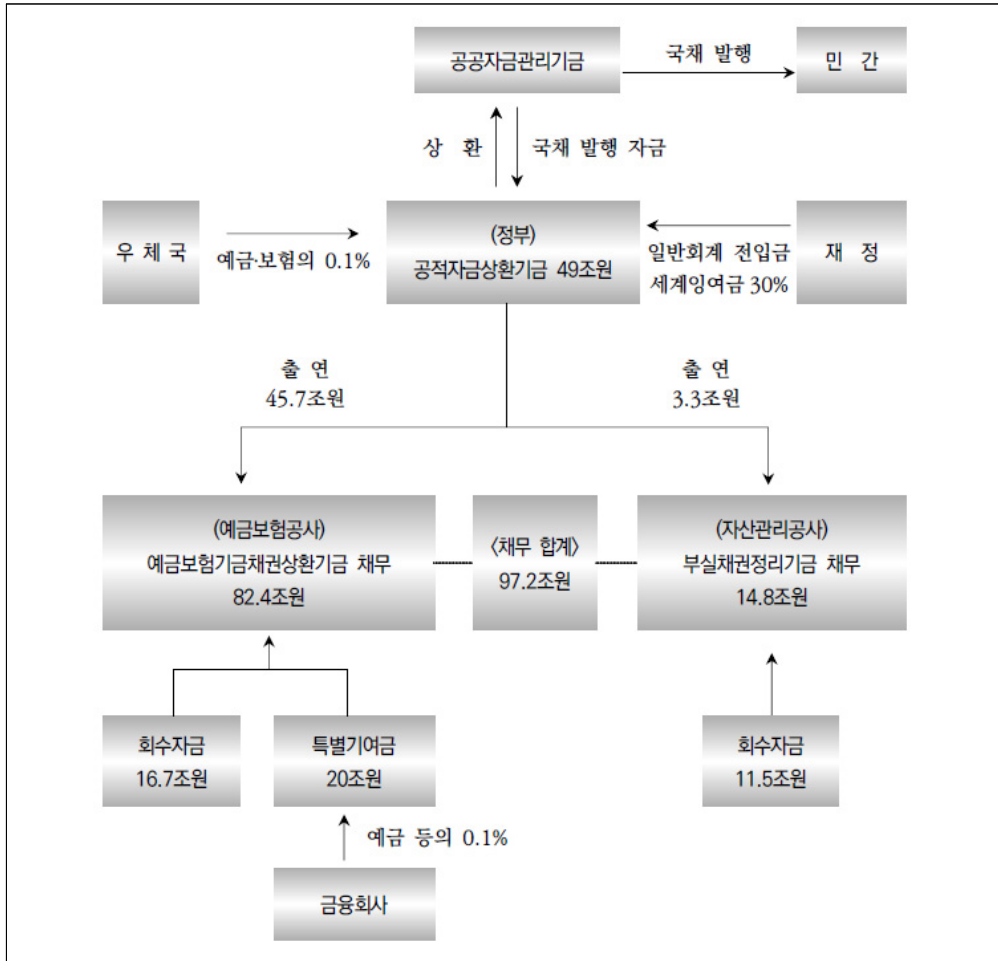 공공자금관리기금
국채 발행
민 간
상 환
국채 발행 자금
우 체 국
예금·보험의 0.1%
(정부)
공적자금상환기금 49조원
일반회계 전입금
세계잉여금 30%
재 정
출 연
45.7조원
출 연
3.3조원
(예금보험공사)
예금보험기금채권상환기금 채무
82.4조원
〈채무 합계〉
97.2조원
(자산관리공사)
부실채권정리기금 채무
14.8조원
회수자금
16.7조원
특별기여금
20조원
회수자금
11.5조원
예금 등의 0.1%
금융회사